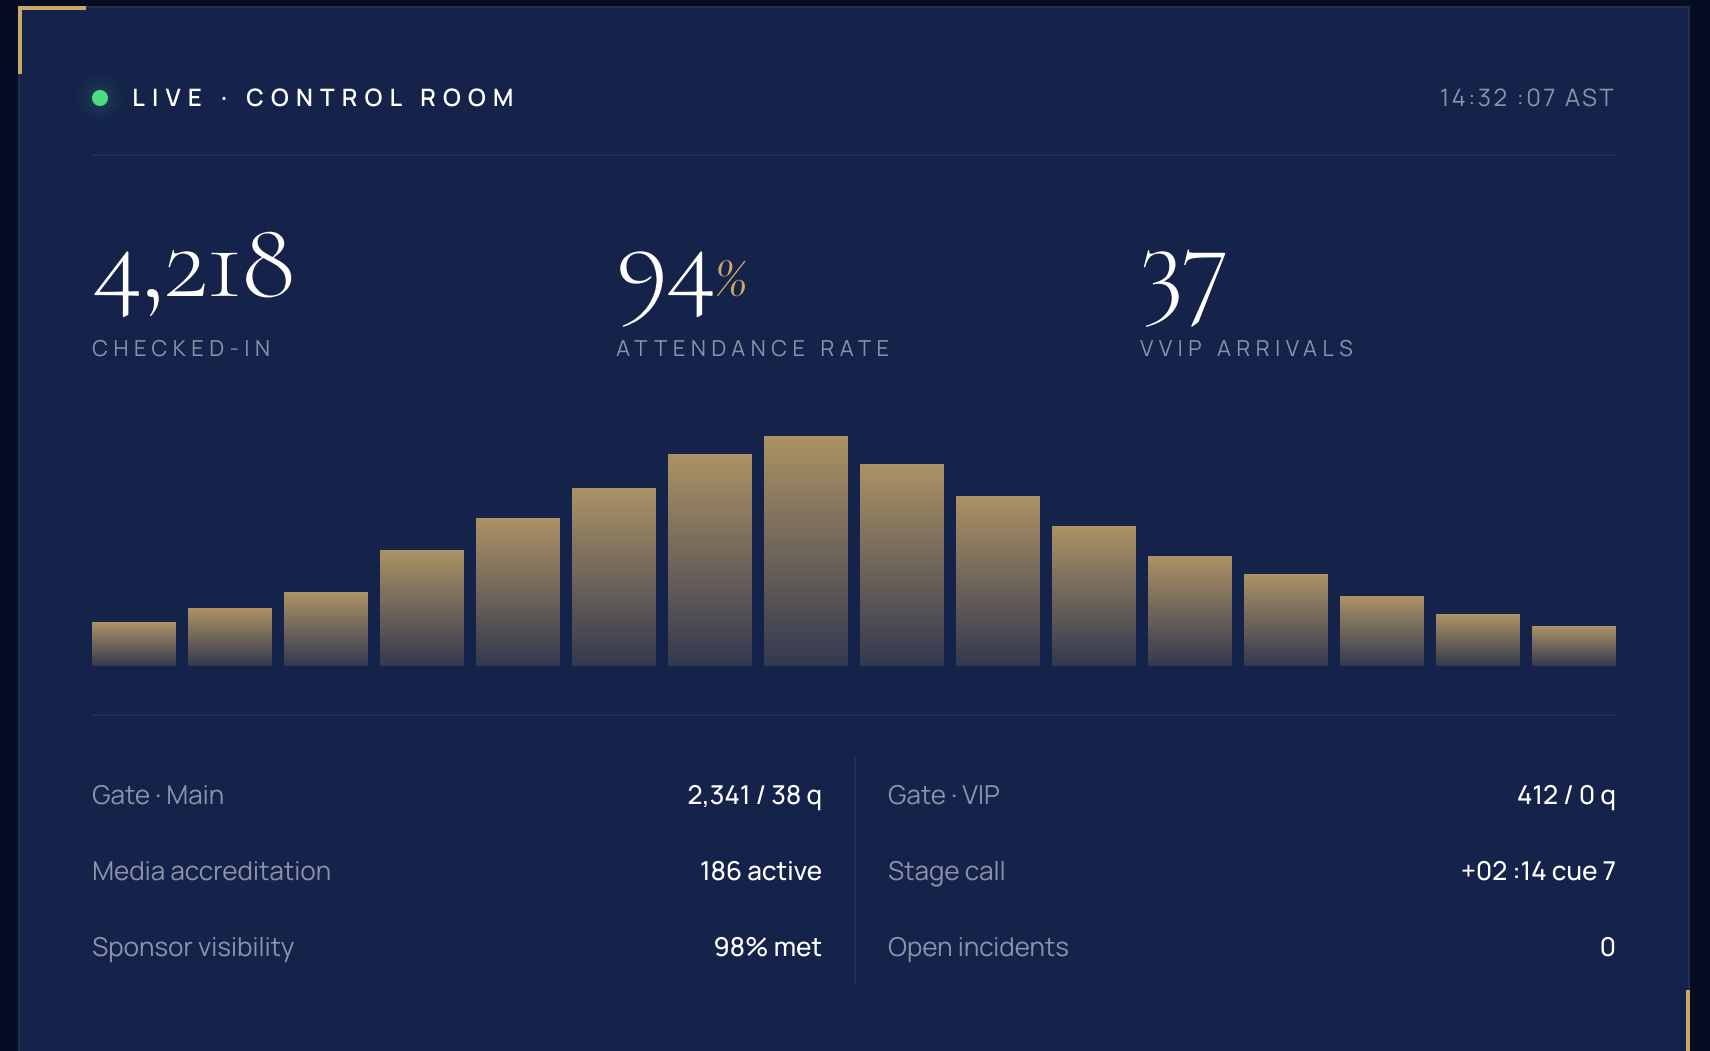 LIVE · CONTROL ROOM
14:32 :07 AST
4,218
CHECKED-IN
94%
ATTENDANCE RATE
37
VVIP ARRIVALS
Gate · Main 2,341 / 38 q
Gate · VIP 412 / 0 q
Media accreditation 186 active
Stage call +02 :14 cue 7
Sponsor visibility 98% met
Open incidents 0